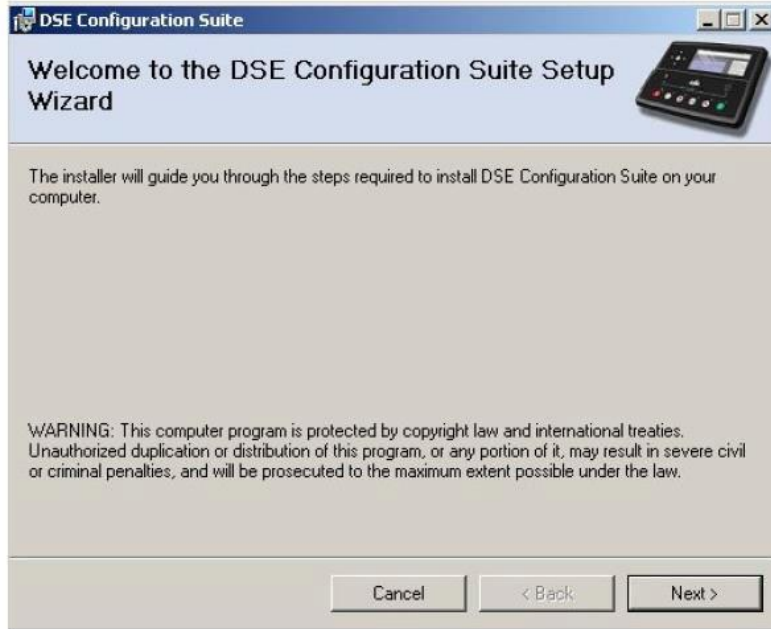 DSE Configuration Suite
Welcome to the DSE Configuration Suite Setup
Wizard
The installer will guide you through the steps required to install DSE Configuration Suite on your
computer.
WARNING: This computer program is protected by copyright law and international treaties.
Unauthorized duplication or distribution of this program, or any portion of it, may result in severe civil
or criminal penalties, and will be prosecuted to the maximum extent possible under the law.
Cancel
< Back
Next >